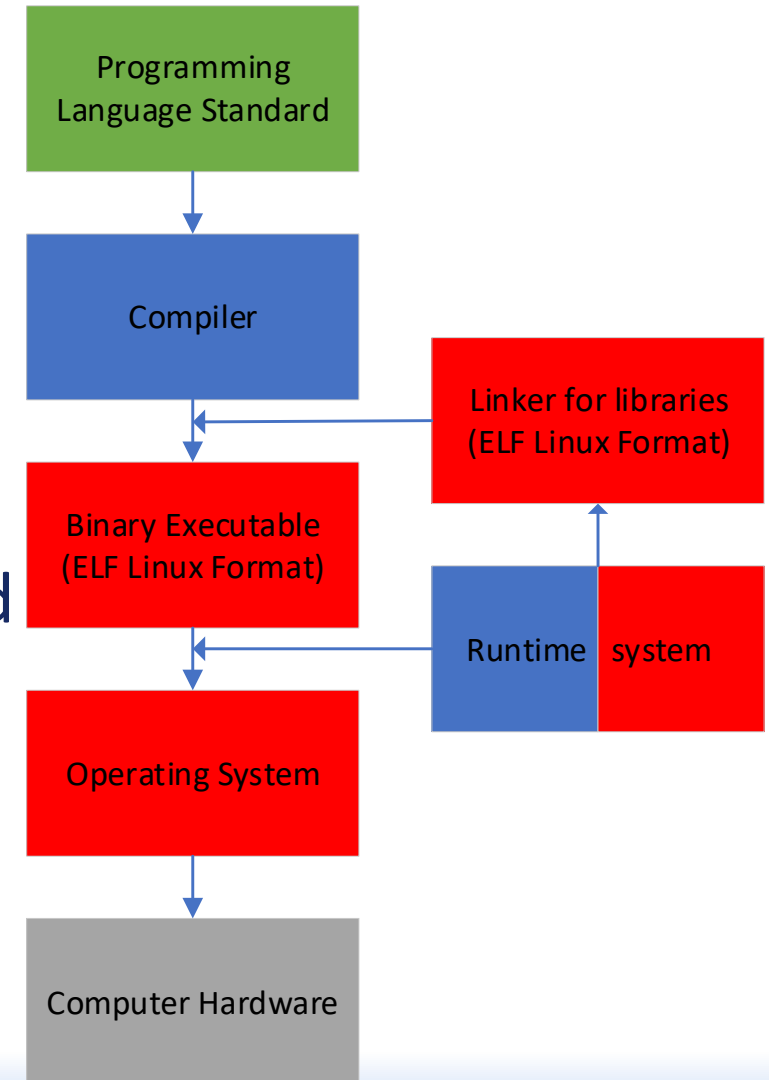 Programming
Language Standard
Compiler
Linker for libraries
(ELF Linux Format)
Binary Executable
(ELF Linux Format)
d
Runtime system
Operating System
Computer Hardware